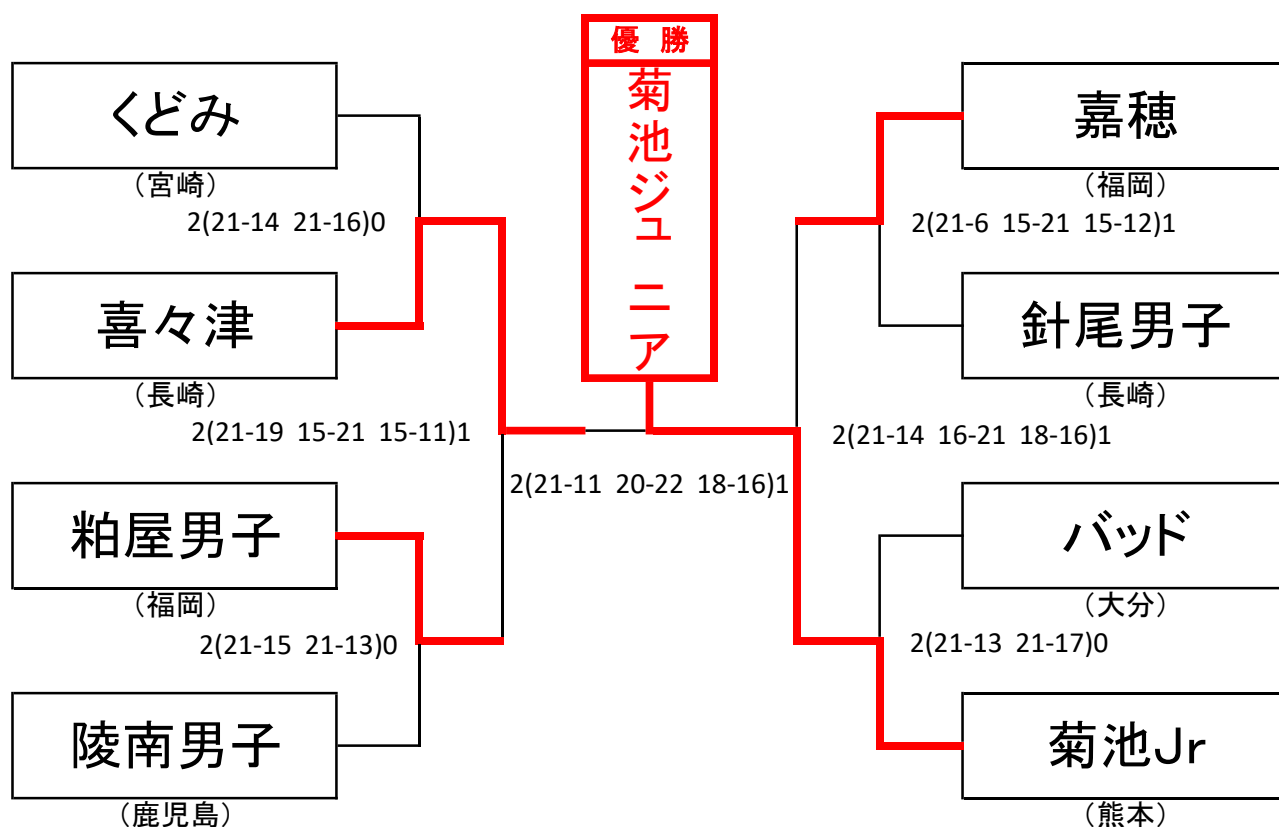 優 勝
菊池ジュニア
くどみ
（宮崎）
2(21-14 21-16)0
喜々津
（長崎）
2(21-19 15-21 15-11)1
粕屋男子
（福岡）
2(21-15 21-13)0
陵南男子
（鹿児島）
2(21-11 20-22 18-16)1
嘉穂
（福岡）
2(21-6 15-21 15-12)1
針尾男子
（長崎）
2(21-14 16-21 18-16)1
バッド
（大分）
2(21-13 21-17)0
菊池Jr
（熊本）